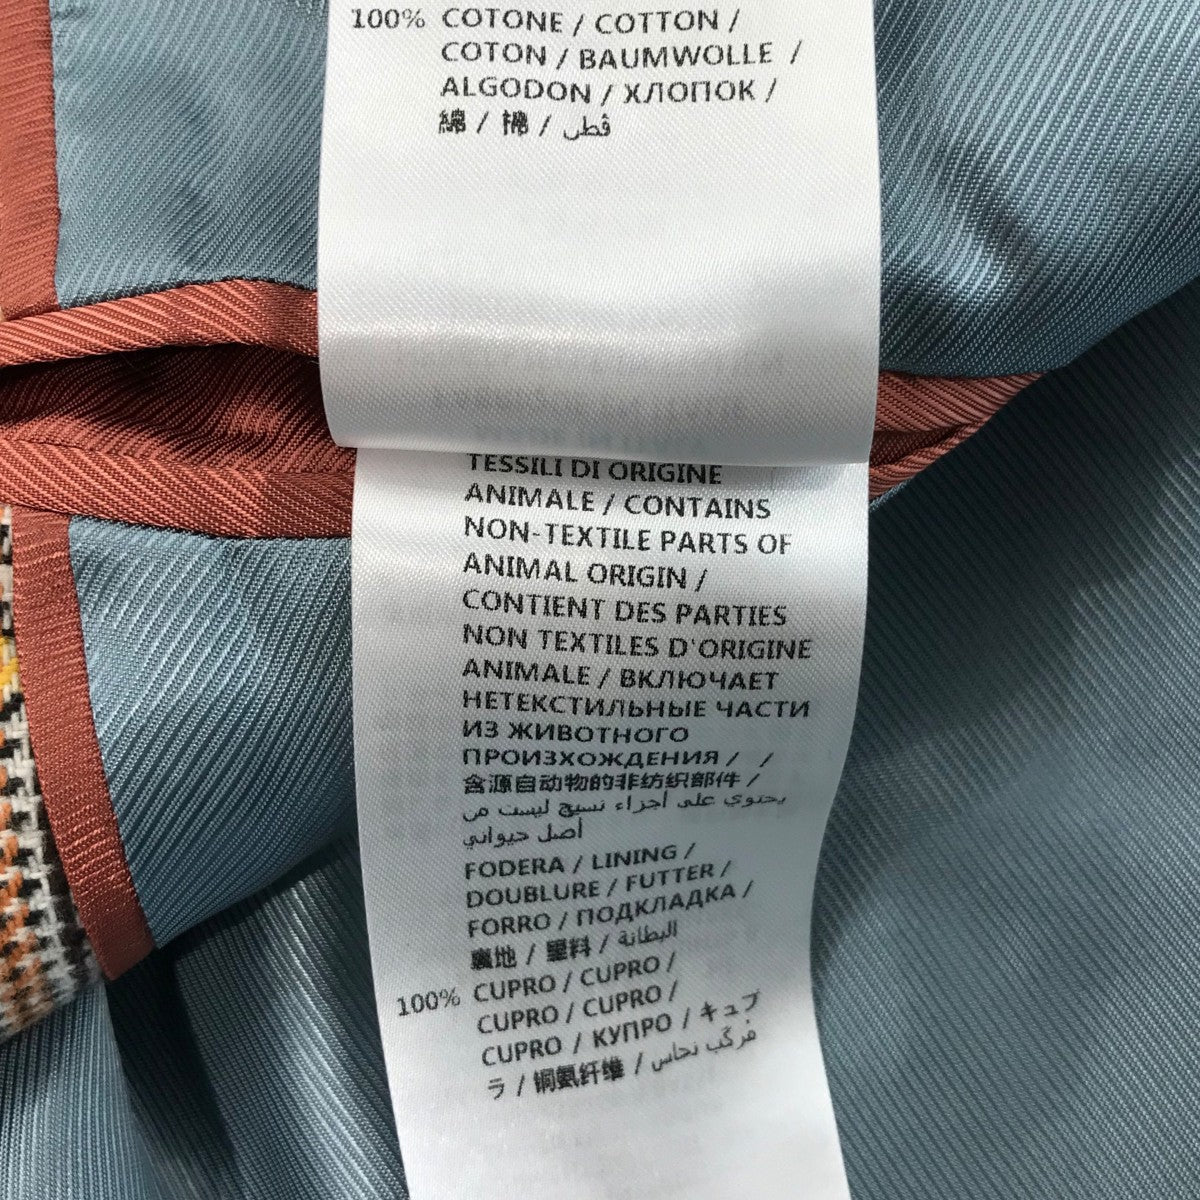 100% COTONE / COTTON /
COTON / BAUMWOLLE /
ALGODON / ХЛОПОК /
綿 / 棉 / قطن
TESSILI DI ORIGINE
ANIMALE / CONTAINS
NON-TEXTILE PARTS OF
ANIMAL ORIGIN /
CONTIENT DES PARTIES
NON TEXTILES D'ORIGINE
ANIMALE / ВКЛЮЧАЕТ
НЕТЕКСТИЛЬНЫЕ ЧАСТИ
ИЗ ЖИВОТНОГО
ПРОИЗХОЖДЕНИЯ / /
含源自动物的非纺织部件 /
يحتوي على أجزاء نسيج ليست من
أصل حيواني
FODERA / LINING /
DOUBLURE / FUTTER /
FORRO / ПОДКЛАДКА /
裏地 / 里料 / البطانة
100% CUPRO / CUPRO /
CUPRO / CUPRO /
CUPRO / КУПРО / キュプ
ラ / 铜氨纤维 / مركب نحاس